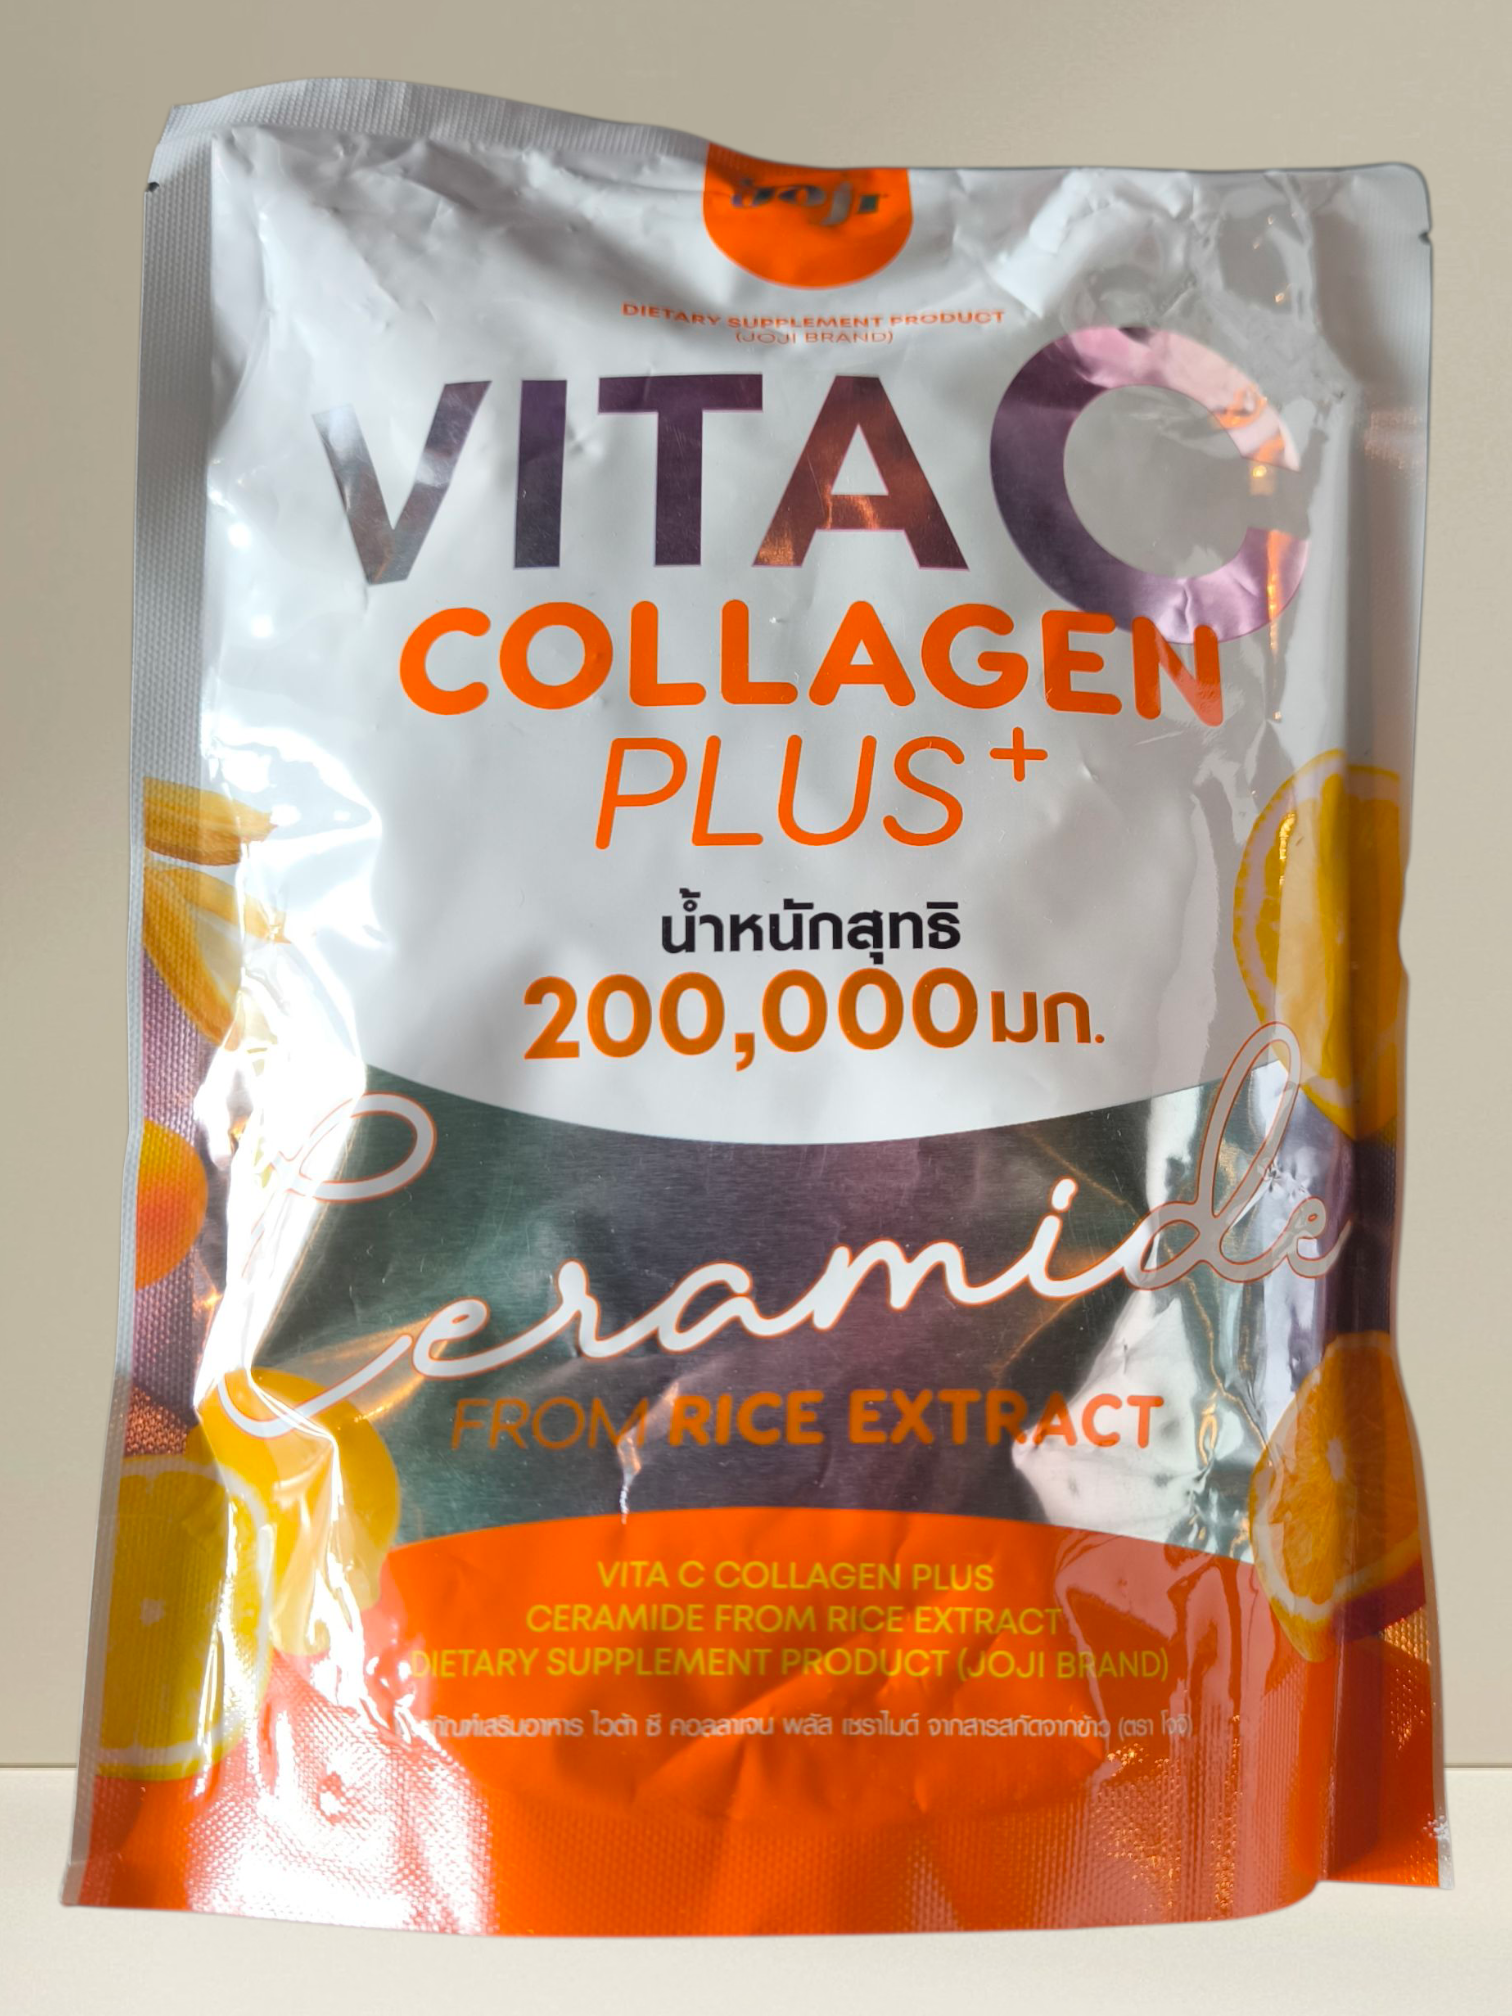 Joji
DIETARY SUPPLEMENT PRODUCT
(JOJI BRAND)
VITA C
COLLAGEN
PLUS+
น้ำหนักสุทธิ
200,000 มก.
Ceramide
FROM RICE EXTRACT
VITA C COLLAGEN PLUS
CERAMIDE FROM RICE EXTRACT
DIETARY SUPPLEMENT PRODUCT (JOJI BRAND)
ไวต้า ซี คอลลาเจน พลัส เซราไมด์ จากสารสกัดจากข้าว (ตรา โจจิ)